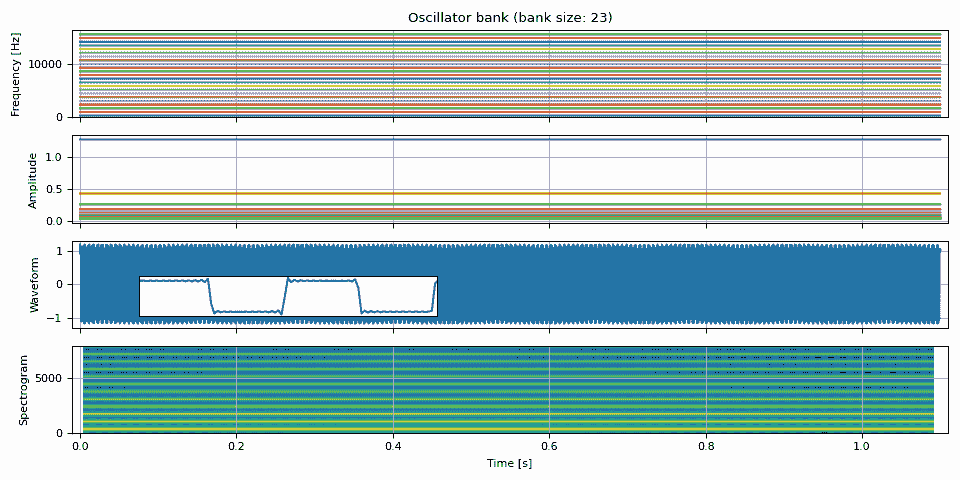 Oscillator bank (bank size: 23)
Frequency [Hz]
10000
0
Amplitude
1.0
0.5
0.0
Waveform
1
0
−1
Spectrogram
5000
0
0.0 0.2 0.4 0.6 0.8 1.0
Time [s]